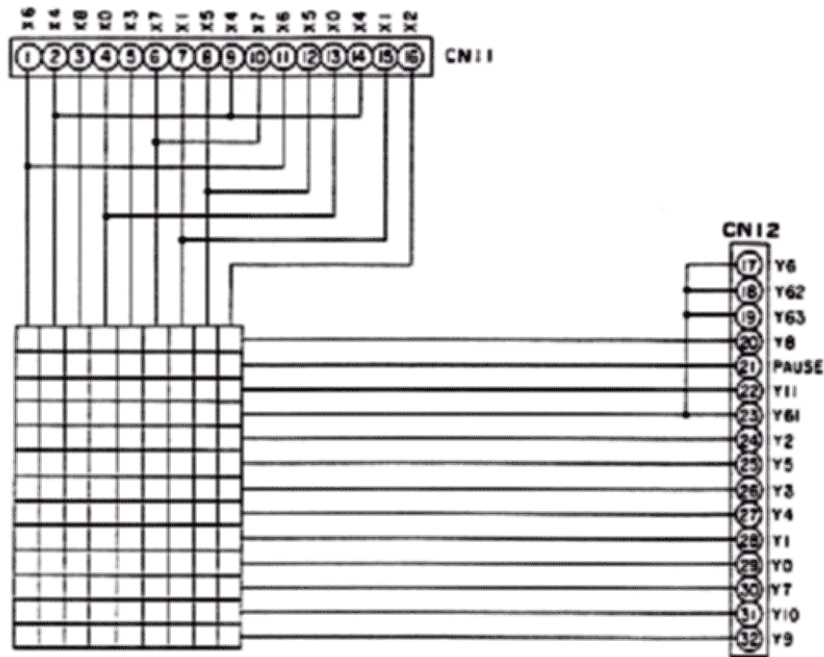 X6 X4 X8 X0 X3 X7 X1 X5 X4 X7 X6 X5 X0 X4 X1 X2
1 2 3 4 5 6 7 8 9 10 11 12 13 14 15 16 CN11
CN12
17 Y6
18 Y62
19 Y63
20 Y8
21 PAUSE
22 Y11
23 Y61
24 Y2
25 Y5
26 Y3
27 Y4
28 Y1
29 Y0
30 Y7
31 Y10
32 Y9